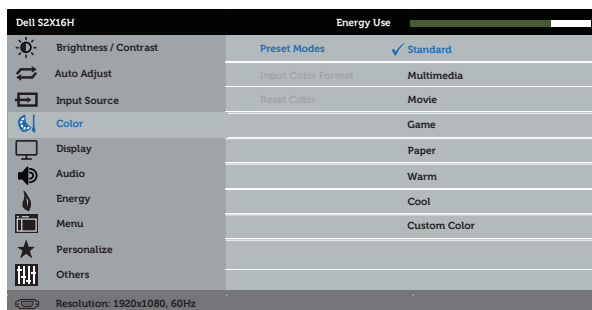 Dell S2X16H Energy Use
Brightness / Contrast Preset Modes Standard
Auto Adjust Input Color Format Multimedia
Input Source Reset Color Movie
Color Game
Display Paper
Audio Warm
Energy Cool
Menu Custom Color
Personalize
Others
Resolution: 1920x1080, 60Hz